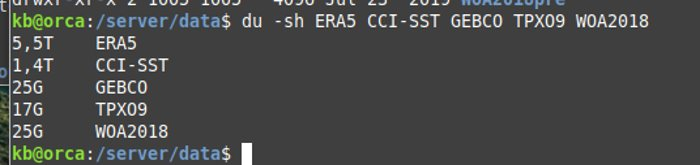 kb@orca:/server/data$ du -sh ERA5 CCI-SST GEBCO TPXO9 WOA2018
5,5T ERA5
1,4T CCI-SST
25G GEBCO
17G TPXO9
25G WOA2018
kb@orca:/server/data$